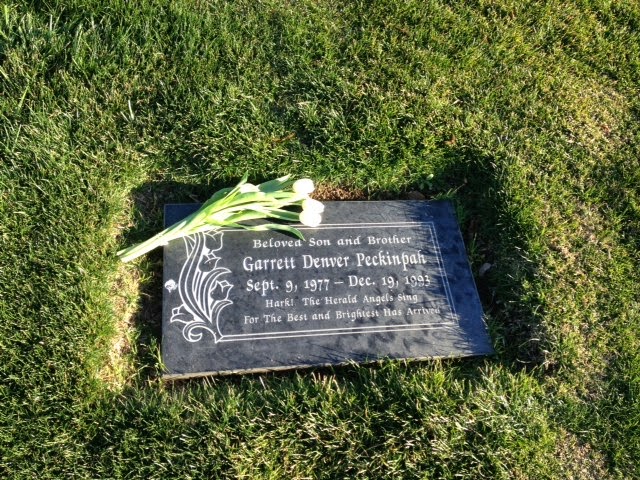 Beloved Son and Brother
Garrett Denver Peckinpah
Sept. 9, 1977 – Dec. 19, 1993
Hark! The Herald Angels Sing
For The Best and Brightest Has Arrived